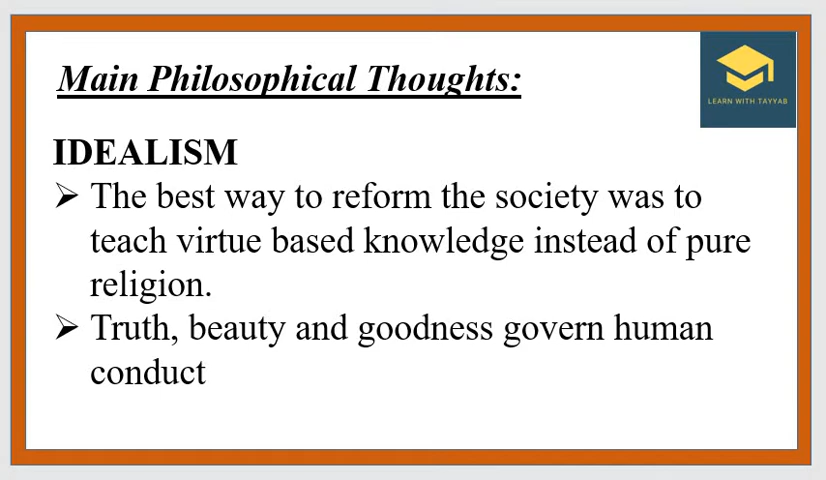 Main Philosophical Thoughts:
LEARN WITH TAYYAB
IDEALISM
➢ The best way to reform the society was to
teach virtue based knowledge instead of pure
religion.
➢ Truth, beauty and goodness govern human
conduct